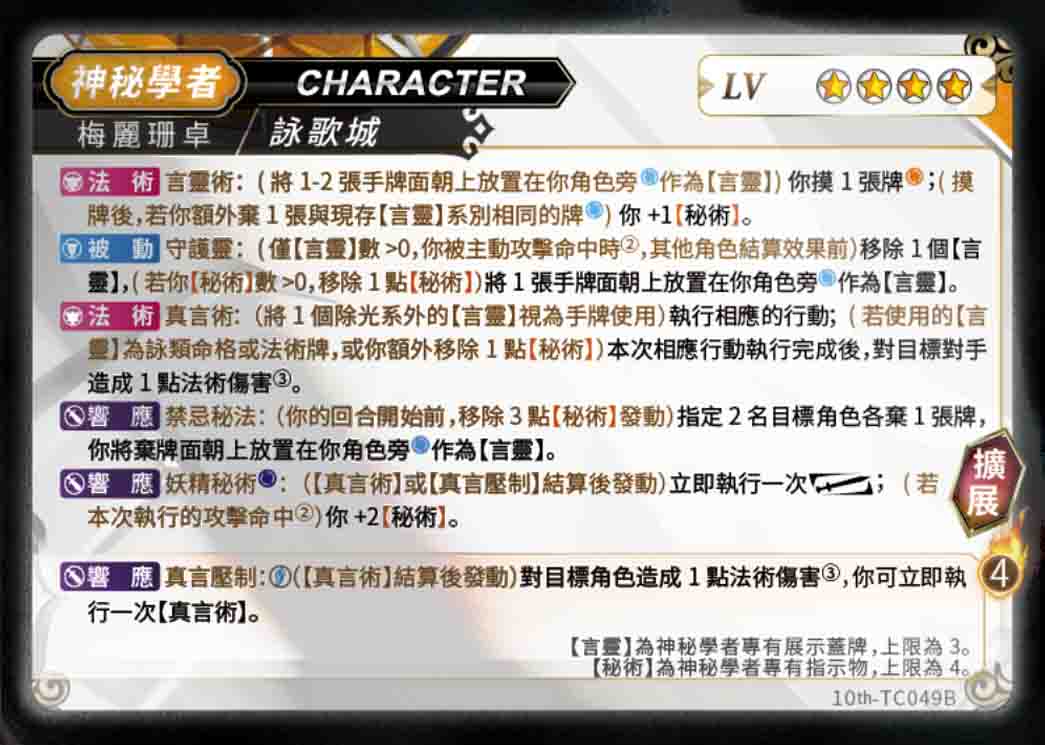 神秘學者 CHARACTER LV
梅麗珊卓 / 詠歌城
法 術 言靈術:(將 1-2 張手牌面朝上放置在你角色旁作為【言靈】)你摸 1 張牌;(摸
牌後,若你額外棄 1 張與現存【言靈】系別相同的牌)你 +1【秘術】。
被 動 守護靈:(僅【言靈】數 >0,你被主動攻擊命中時②,其他角色結算效果前)移除 1 個【言
靈】,(若你【秘術】數 >0,移除 1 點【秘術】)將 1 張手牌面朝上放置在你角色旁作為【言靈】。
法 術 真言術:(將 1 個除光系外的【言靈】視為手牌使用)執行相應的行動;(若使用的【言
靈】為詠類命格或法術牌,或你額外移除 1 點【秘術】)本次相應行動執行完成後,對目標對手
造成 1 點法術傷害③。
響 應 禁忌秘法:(你的回合開始前,移除 3 點【秘術】發動)指定 2 名目標角色各棄 1 張牌,
你將棄牌面朝上放置在你角色旁作為【言靈】。
響 應 妖精秘術:(【真言術】或【真言壓制】結算後發動)立即執行一次;(若
本次執行的攻擊命中②)你 +2【秘術】。
擴展
響 應 真言壓制:(【真言術】結算後發動)對目標角色造成 1 點法術傷害③,你可立即執
行一次【真言術】。
4
【言靈】為神秘學者專有展示蓋牌,上限為 3。
【秘術】為神秘學者專有指示物,上限為 4。
10th-TC049B